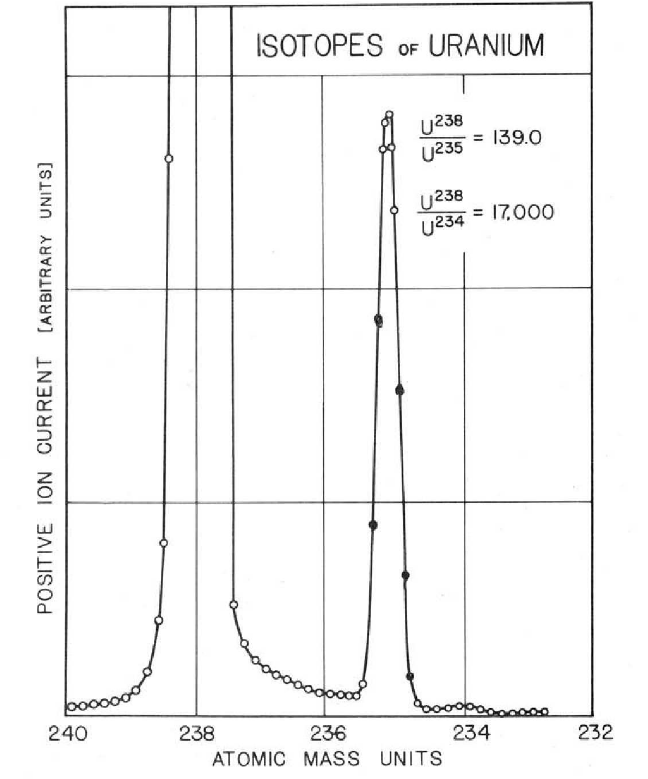 ISOTOPES OF URANIUM
U238
U235 = 139.0
U238
U234 = 17,000
POSITIVE ION CURRENT [ARBITRARY UNITS]
240 238 236 234 232
ATOMIC MASS UNITS